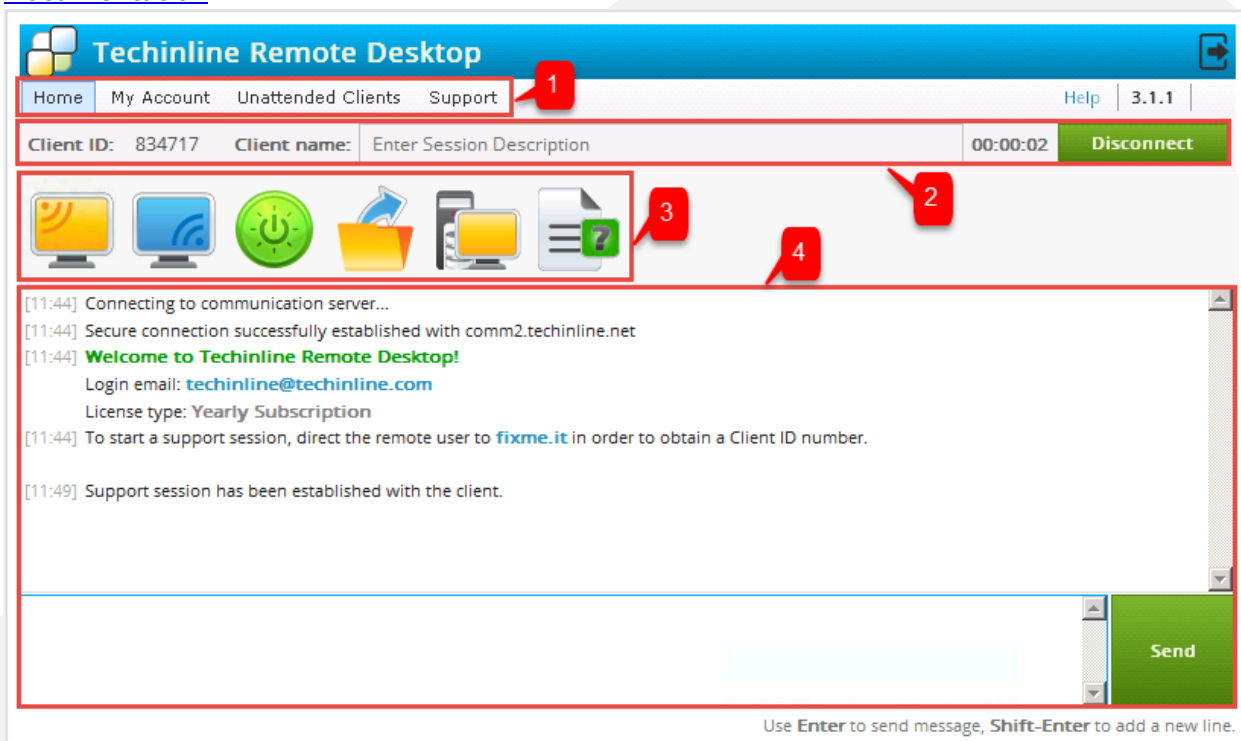 Techinline Remote Desktop
1
Home My Account Unattended Clients Support Help 3.1.1
Client ID: 834717 Client name: Enter Session Description 00:00:02 Disconnect
2
3
?
4
[11:44] Connecting to communication server...
[11:44] Secure connection successfully established with comm2.techinline.net
[11:44] Welcome to Techinline Remote Desktop!
Login email: techinline@techinline.com
License type: Yearly Subscription
[11:44] To start a support session, direct the remote user to fixme.it in order to obtain a Client ID number.
[11:49] Support session has been established with the client.
Send
Use Enter to send message, Shift-Enter to add a new line.